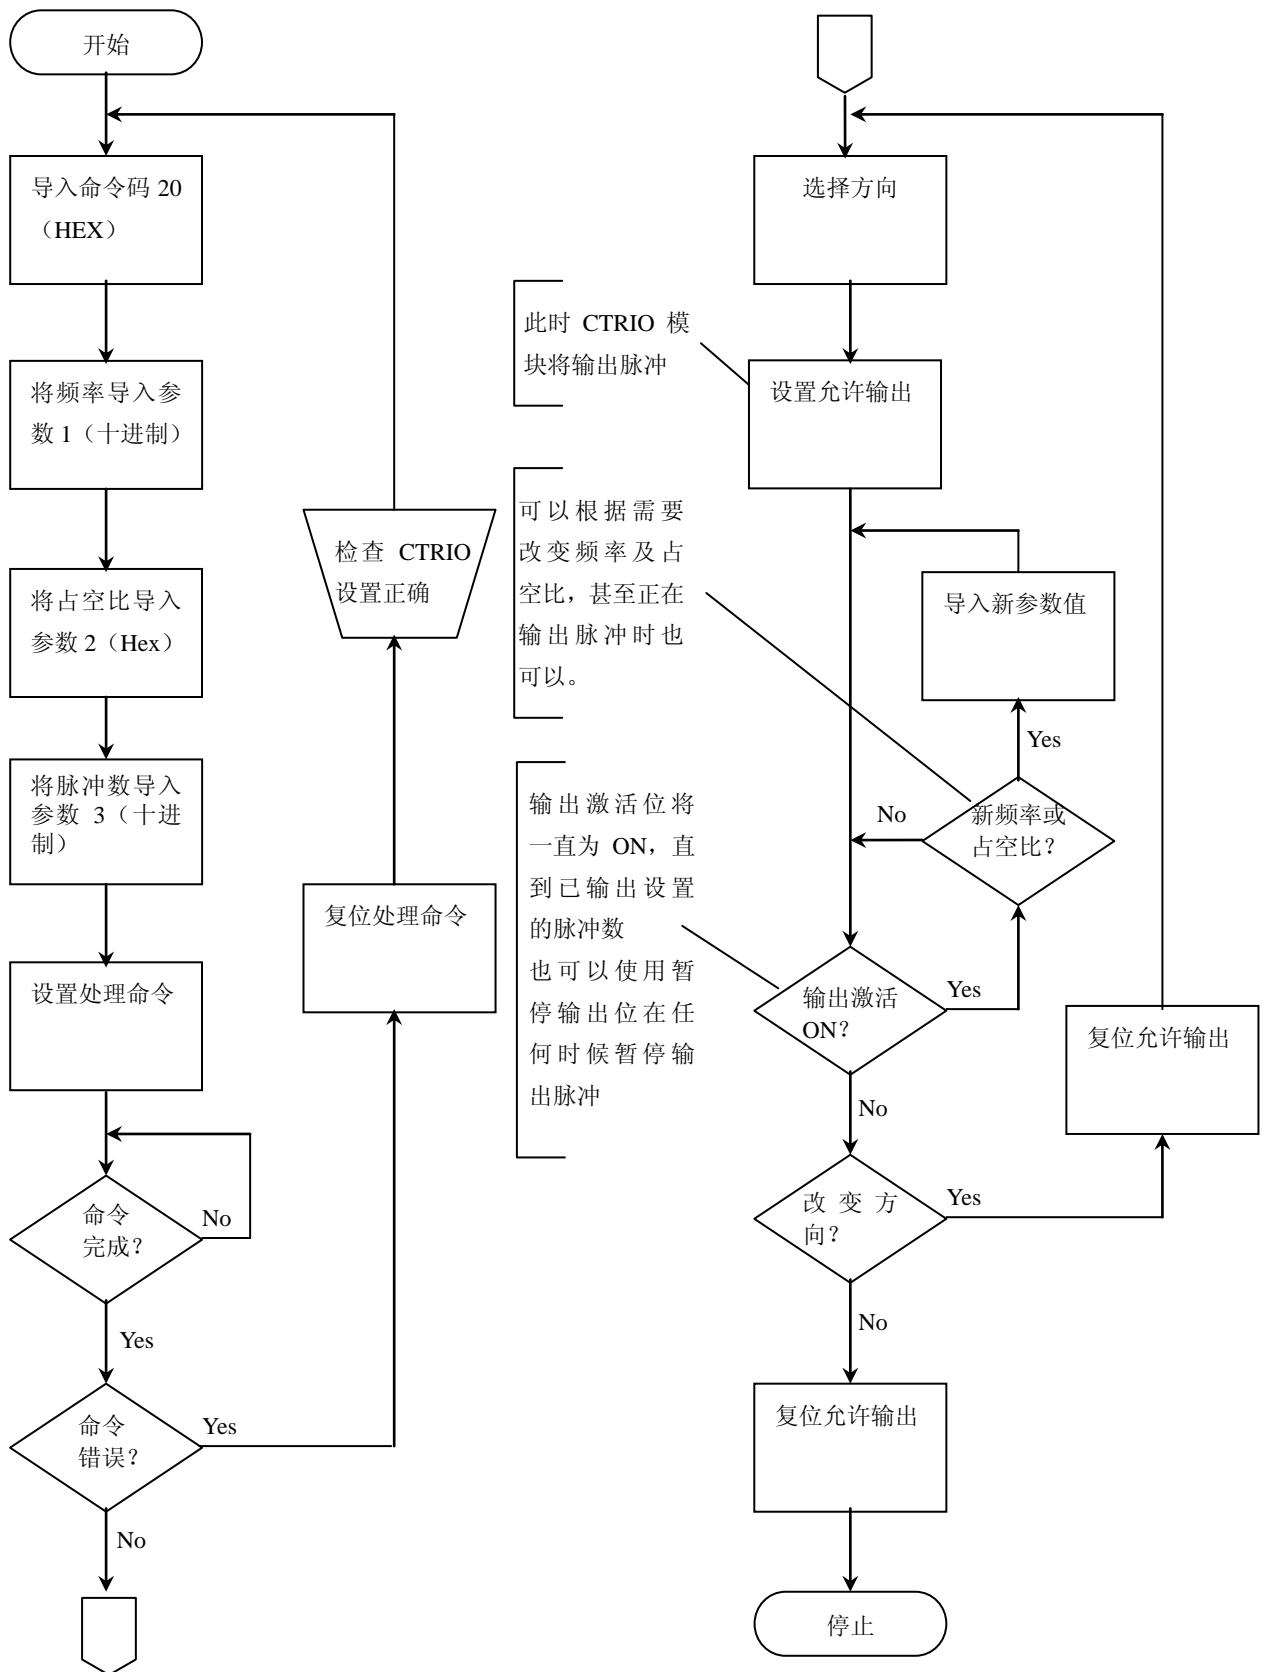 开始
导入命令码 20
（HEX）
将频率导入参
数 1（十进制）
将占空比导入
参数 2（Hex）
将脉冲数导入
参数 3（十进
制）
设置处理命令
命令
完成？
No
Yes
命令
错误？
Yes
No
检查 CTRIO
设置正确
复位处理命令
选择方向
此时 CTRIO 模
块将输出脉冲
设置允许输出
可以根据需要
改变频率及占
空比，甚至正在
输出脉冲时也
可以。
导入新参数值
Yes
新频率或
占空比？
No
输出激活位将
一直为 ON，直
到已输出设置
的脉冲数
也可以使用暂
停输出位在任
何时候暂停输
出脉冲
输出激活
ON？
Yes
No
复位允许输出
改变方
向？
Yes
No
复位允许输出
停止